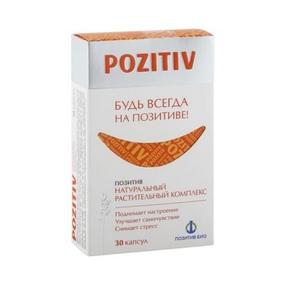 POZITIV
БУДЬ ВСЕГДА
НА ПОЗИТИВЕ!
ПОЗИТИВ
НАТУРАЛЬНЫЙ
РАСТИТЕЛЬНЫЙ КОМПЛЕКС
Поднимает настроение
Улучшает самочувствие
Снимает стресс
30 капсул
ПОЗИТИВ БИО